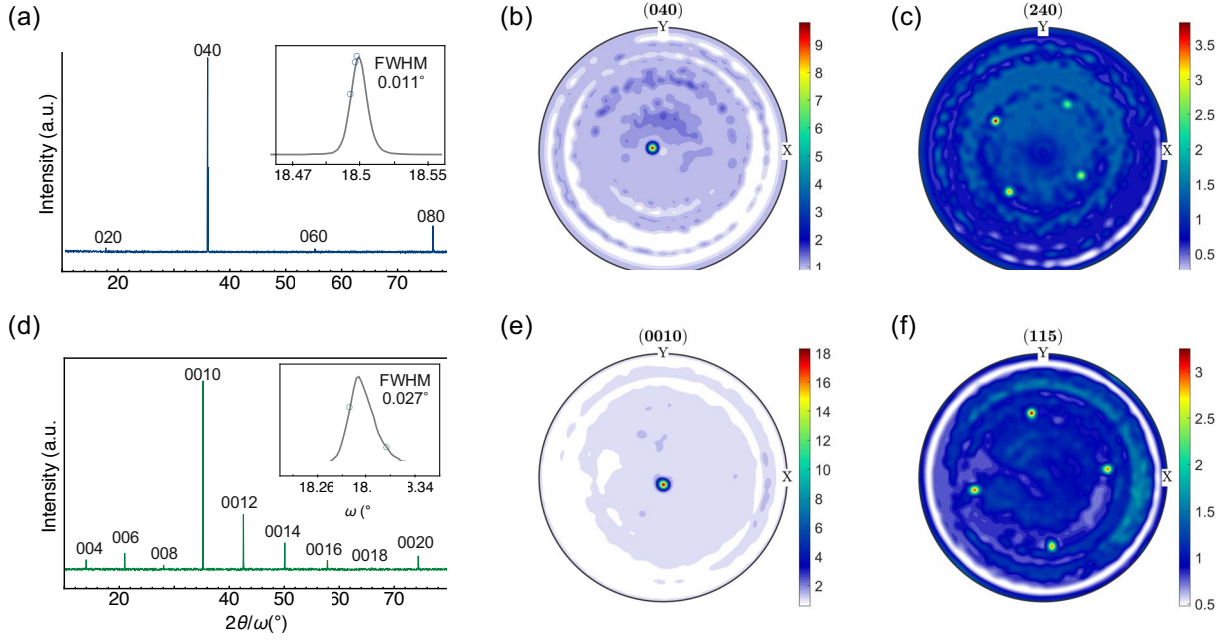 (a)
Intensity (a.u.)
040
020
060
080
FWHM
0.011°
18.47 18.5 18.55
20 40 60
(b)
(040)
Y
X
9
8
7
6
5
4
3
2
1
(c)
(240)
Y
X
3.5
3
2.5
2
1.5
1
0.5
(d)
Intensity (a.u.)
0010
004
006
008
0012
0014
0016
0018
0020
FWHM
0.027°
18.26 18. 3.34
ω (°
20 40 60
2θ/ω(°)
(e)
(0010)
Y
X
18
16
14
12
10
8
6
4
2
(f)
(115)
Y
X
3
2.5
2
1.5
1
0.5